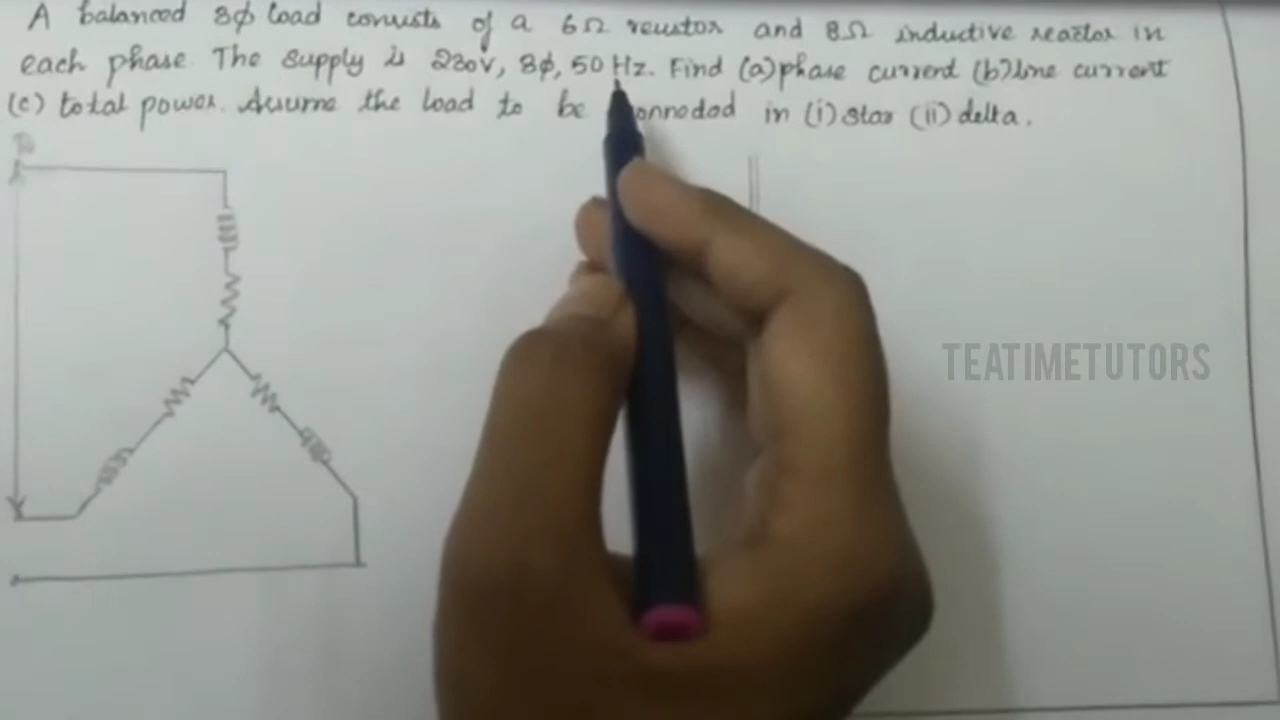 A balanced 3ϕ load consists of a 6Ω resistor and 8Ω inductive reactor in
each phase. The supply is 230V, 3ϕ, 50 Hz. Find (a) phase current (b) line current
(c) total power. Assume the load to be connected in (i) star (ii) delta.
TEATIMETUTORS